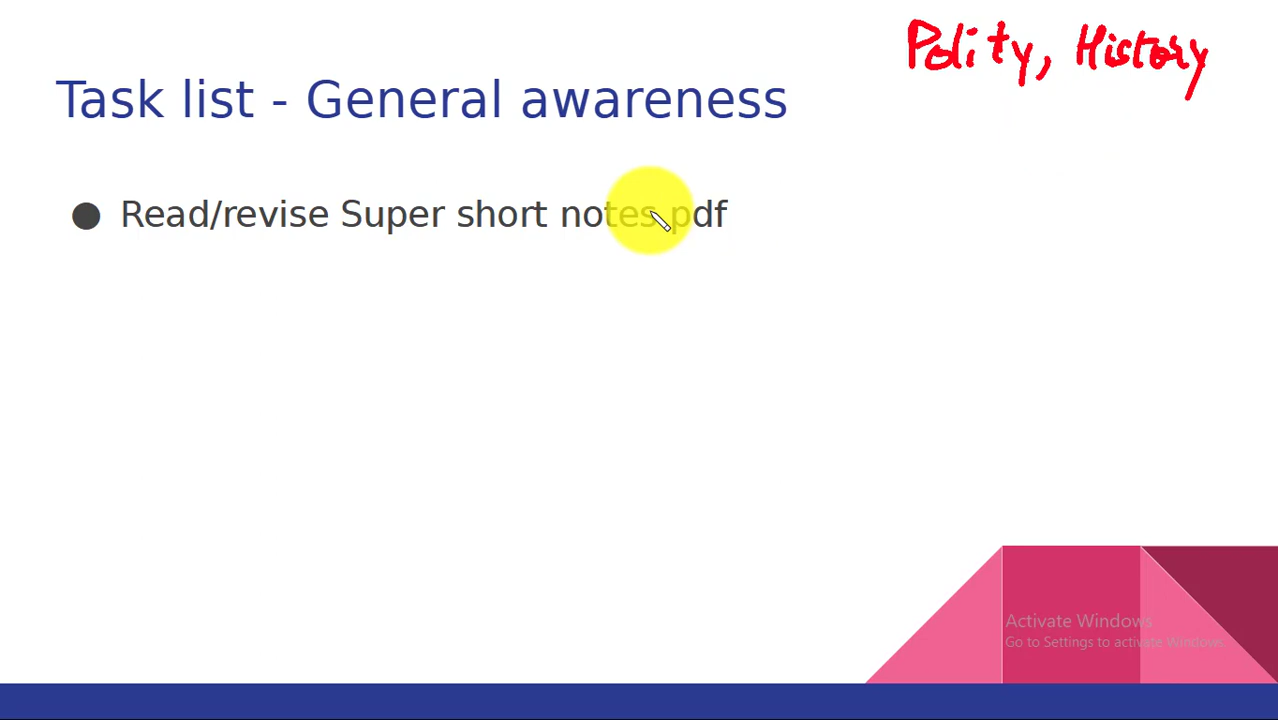 Polity, History
Task list - General awareness
● Read/revise Super short notes pdf
Activate Windows
Go to Settings to activate Windows